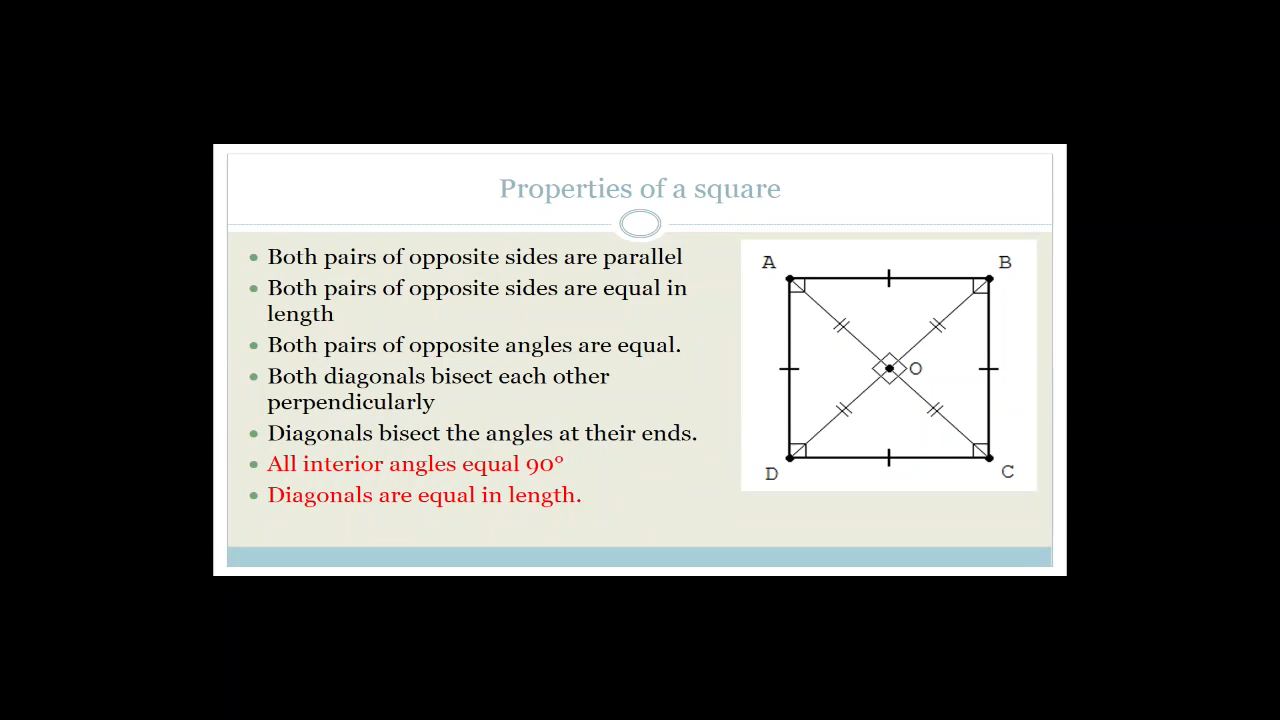 Properties of a square
• Both pairs of opposite sides are parallel
• Both pairs of opposite sides are equal in
length
• Both pairs of opposite angles are equal.
• Both diagonals bisect each other
perpendicularly
• Diagonals bisect the angles at their ends.
• All interior angles equal 90°
• Diagonals are equal in length.
A B
O
D C